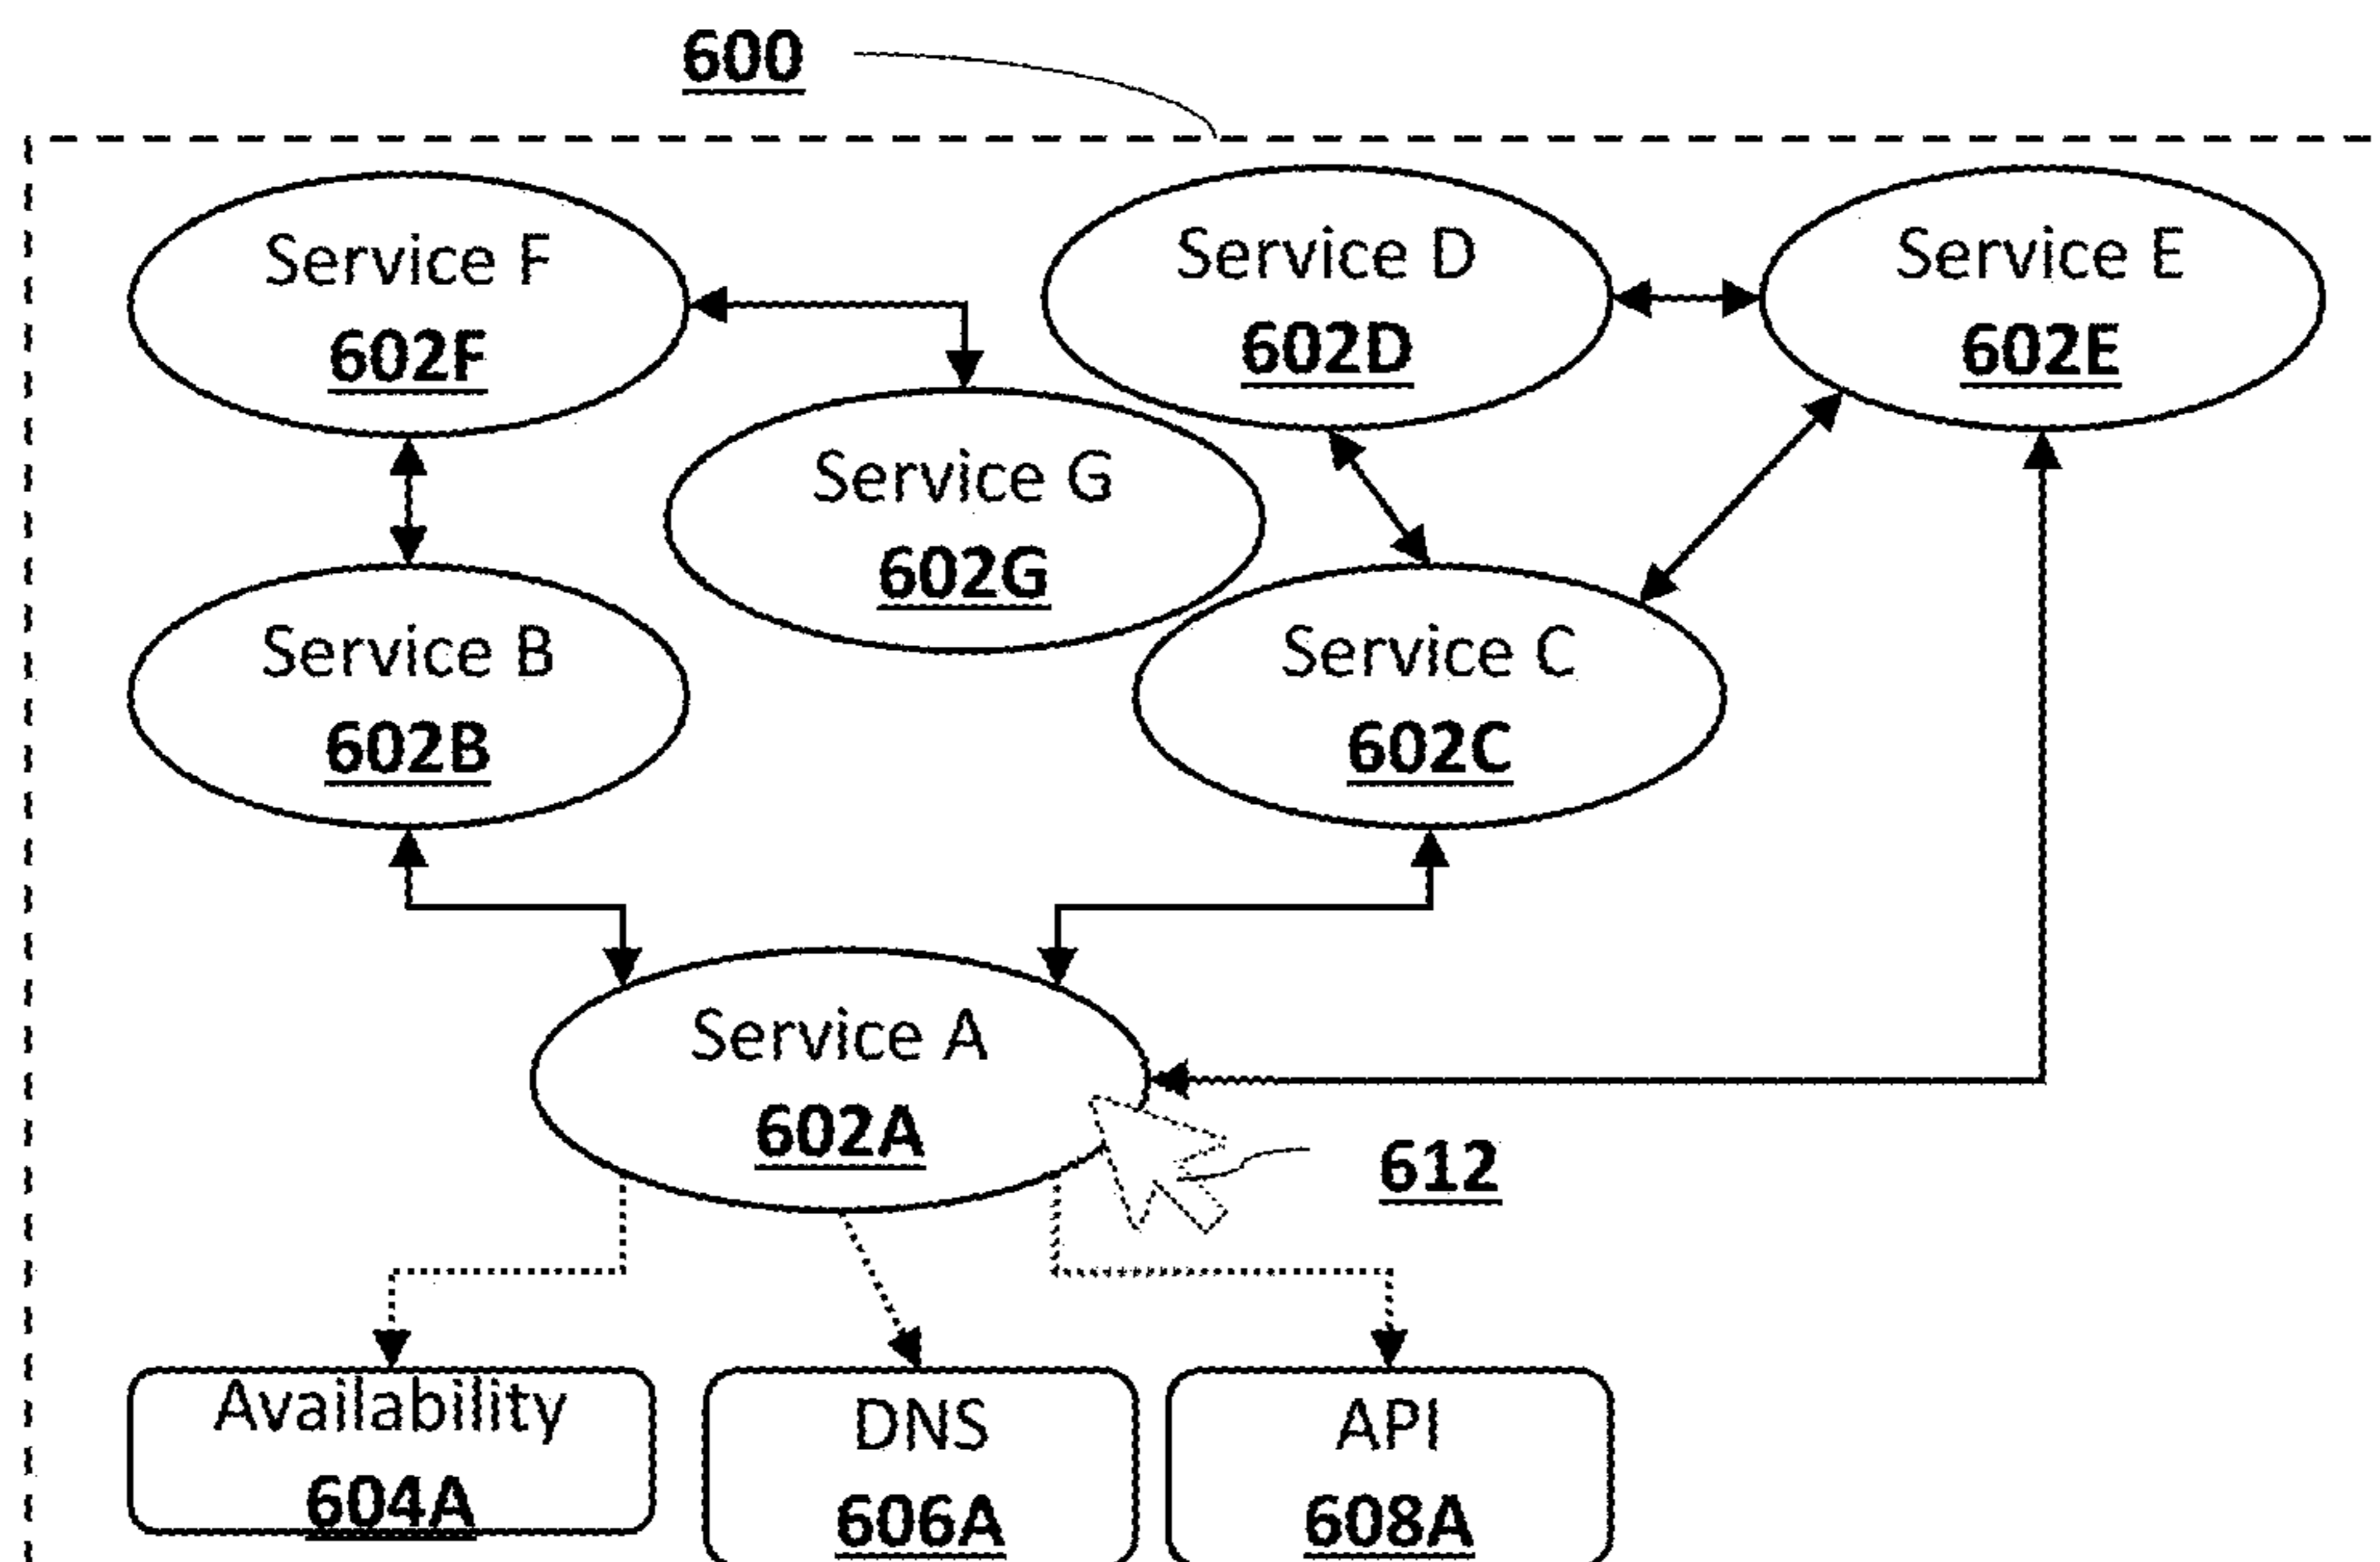 600
Service F
602F
Service D
602D
Service E
602E
Service G
602G
Service B
602B
Service C
602C
Service A
602A
612
Availability
604A
DNS
606A
API
608A